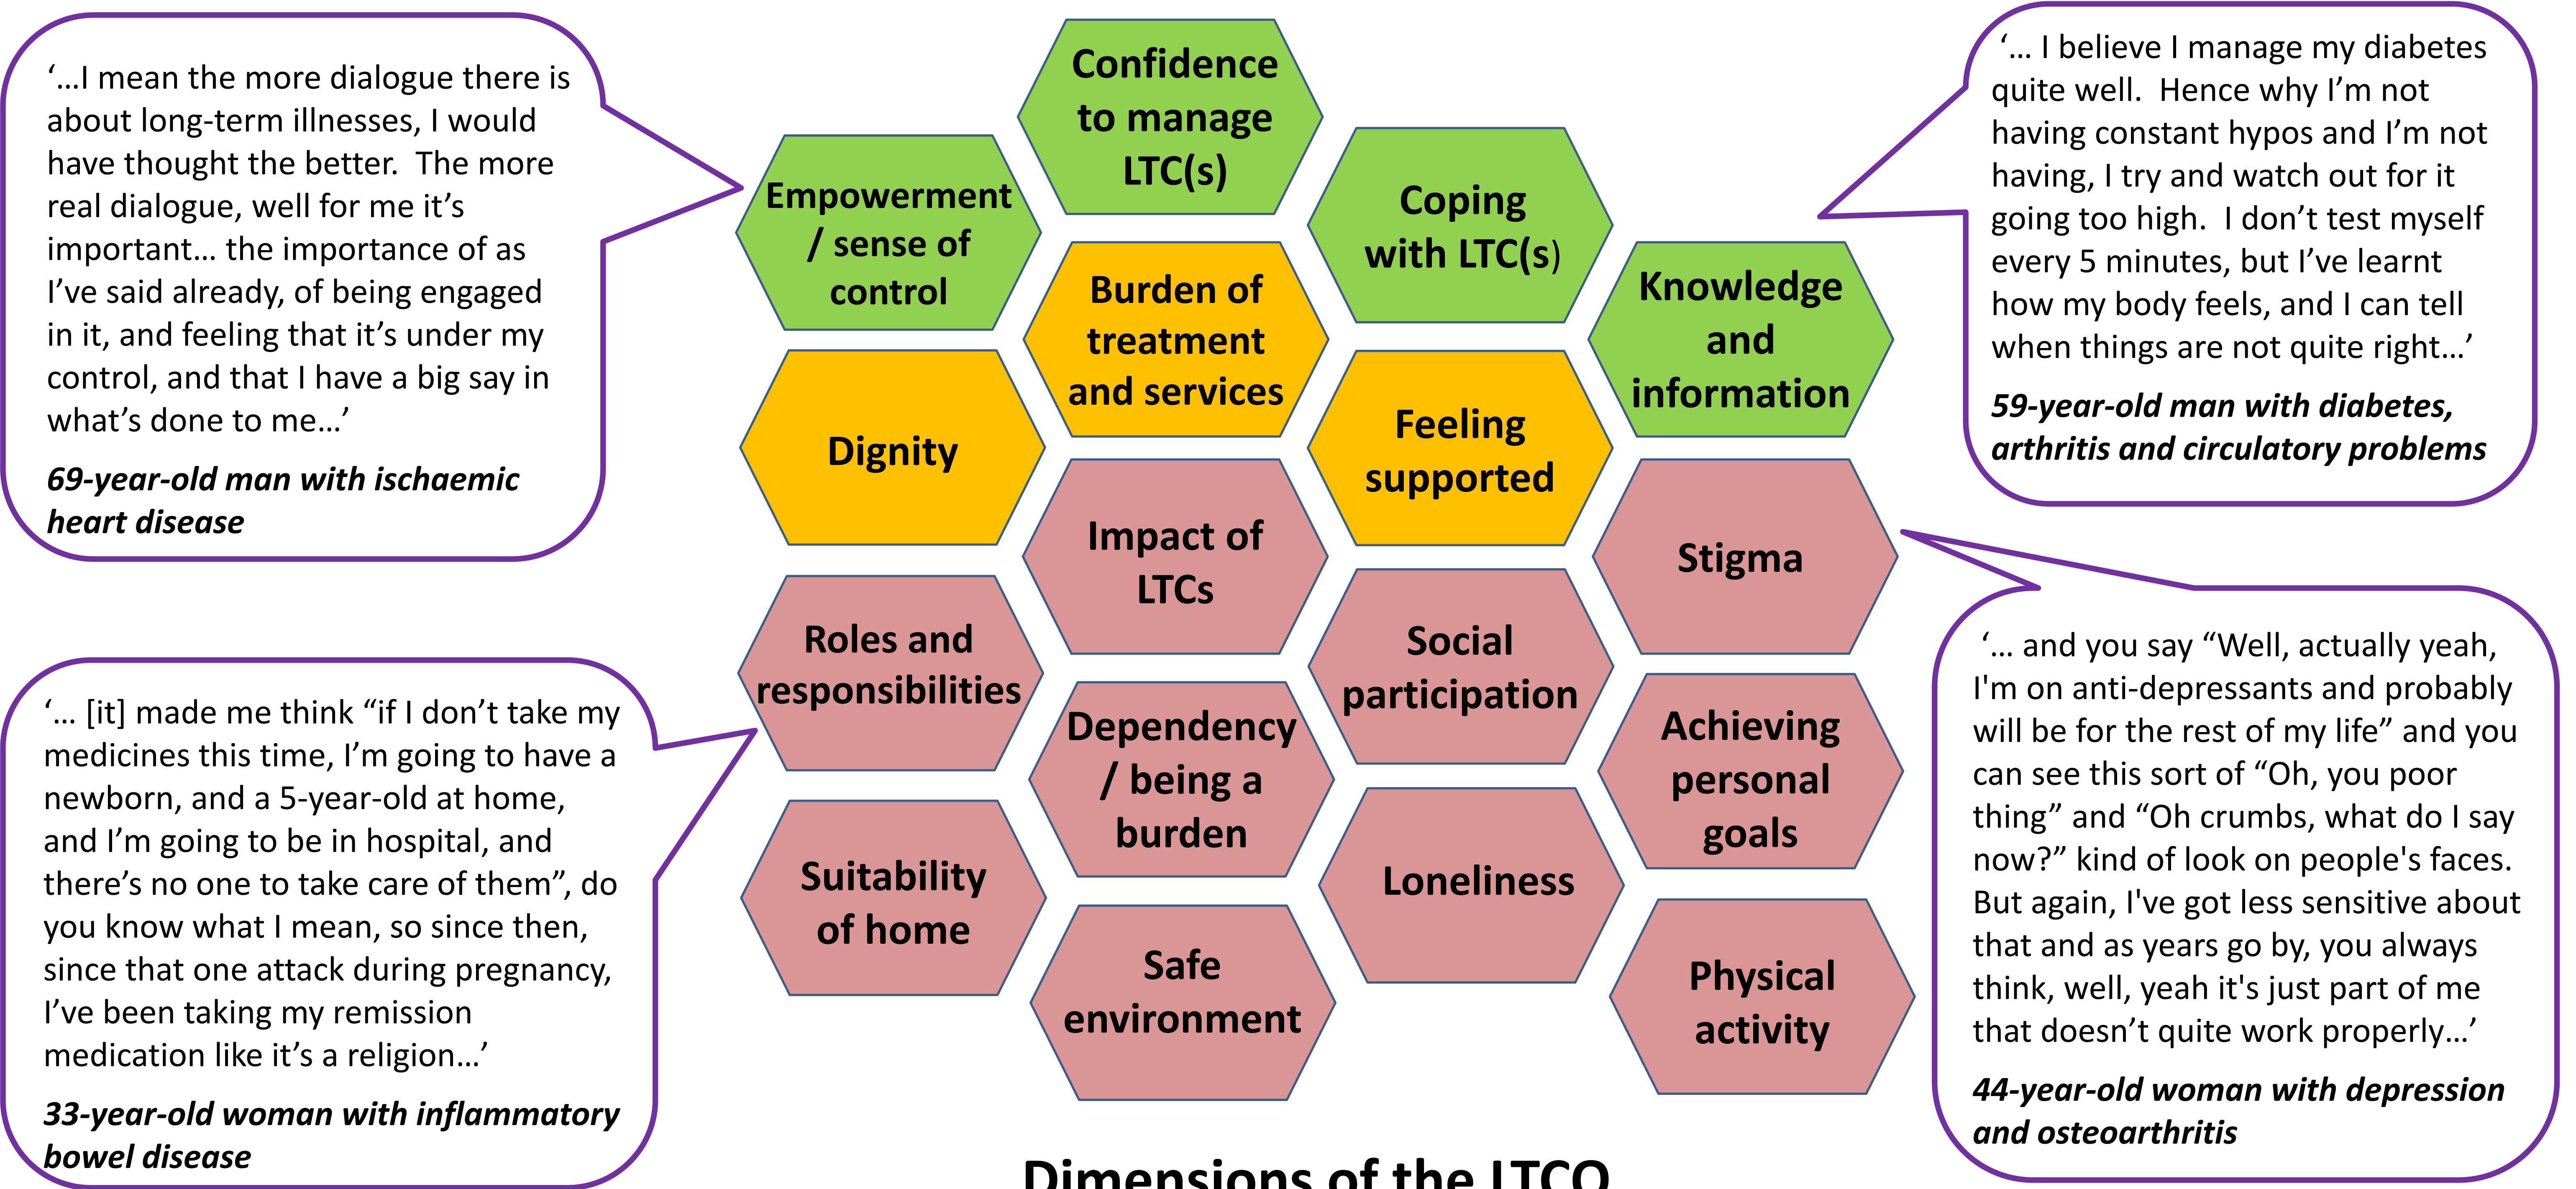 ‘…I mean the more dialogue there is
about long-term illnesses, I would
have thought the better.  The more
real dialogue, well for me it’s
important… the importance of as
I’ve said already, of being engaged
in it, and feeling that it’s under my
control, and that I have a big say in
what’s done to me…’
69-year-old man with ischaemic
heart disease
‘… [it] made me think “if I don’t take my
medicines this time, I’m going to have a
newborn, and a 5-year-old at home,
and I’m going to be in hospital, and
there’s no one to take care of them”, do
you know what I mean, so since then,
since that one attack during pregnancy,
I’ve been taking my remission
medication like it’s a religion…’
33-year-old woman with inflammatory
bowel disease
Confidence
to manage
LTC(s)
Empowerment
/ sense of
control
Coping
with LTC(s)
Burden of
treatment
and services
Knowledge
and
information
Dignity
Feeling
supported
Impact of
LTCs
Stigma
Roles and
responsibilities
Social
participation
Dependency
/ being a
burden
Achieving
personal
goals
Suitability
of home
Loneliness
Safe
environment
Physical
activity
Dimensions of the LTCQ
‘… I believe I manage my diabetes
quite well.  Hence why I’m not
having constant hypos and I’m not
having, I try and watch out for it
going too high.  I don’t test myself
every 5 minutes, but I’ve learnt
how my body feels, and I can tell
when things are not quite right…’
59-year-old man with diabetes,
arthritis and circulatory problems
‘… and you say “Well, actually yeah,
I'm on anti-depressants and probably
will be for the rest of my life” and you
can see this sort of “Oh, you poor
thing” and “Oh crumbs, what do I say
now?” kind of look on people's faces.
But again, I've got less sensitive about
that and as years go by, you always
think, well, yeah it's just part of me
that doesn’t quite work properly…’
44-year-old woman with depression
and osteoarthritis